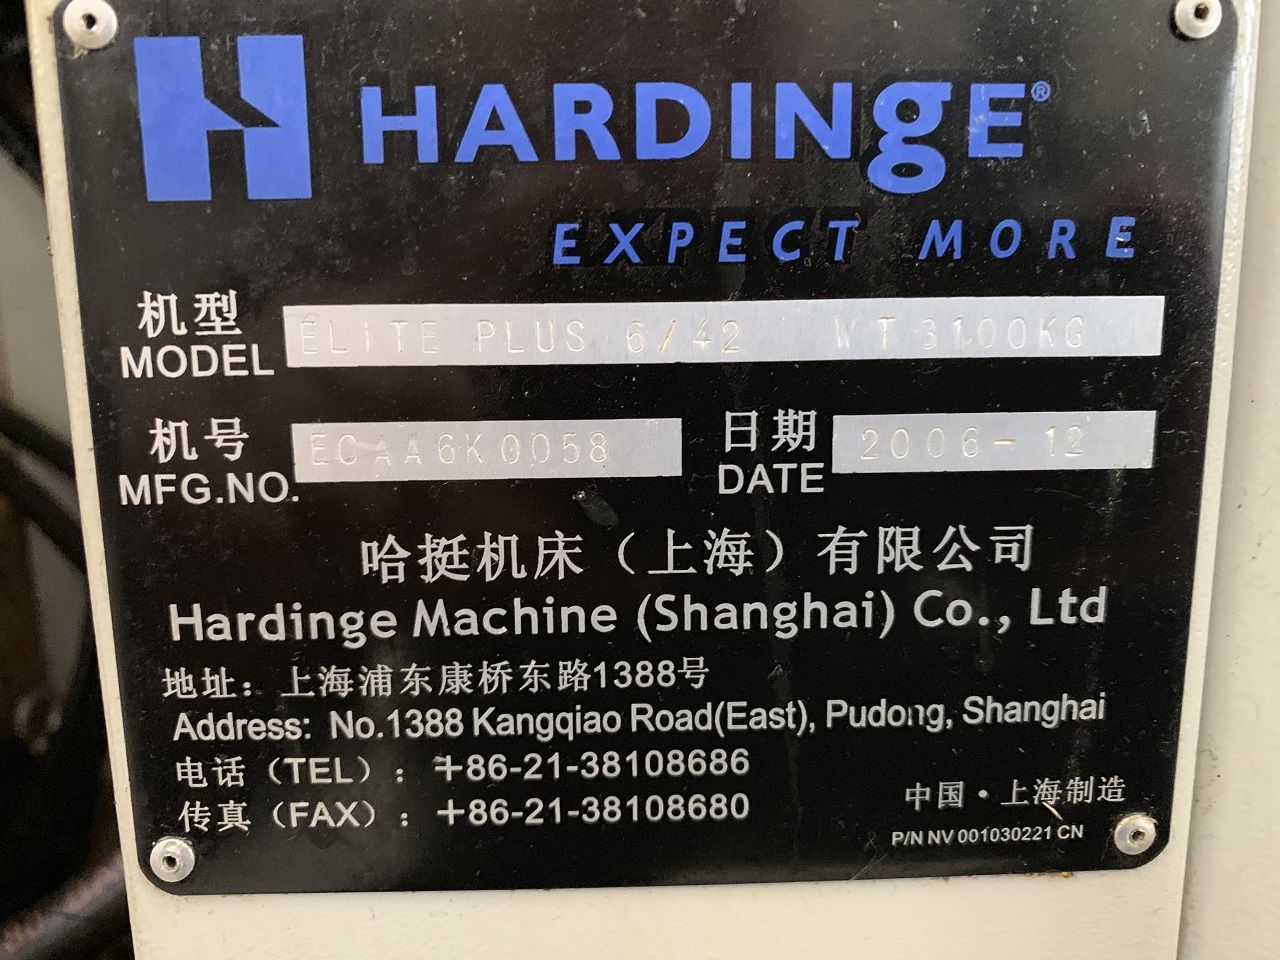 HARDINgE®
EXPECT MORE
机型
MODEL ELITE PLUS 6/42 WT 3100KG
机号 日期
MFG.NO. ECAA6K0058 DATE 2006-12
哈挺机床（上海）有限公司
Hardinge Machine (Shanghai) Co., Ltd
地址：上海浦东康桥东路1388号
Address: No.1388 Kangqiao Road(East), Pudong, Shanghai
电话（TEL）：+86-21-38108686
传真（FAX）：+86-21-38108680
中国·上海制造
P/N NV 001030221 CN